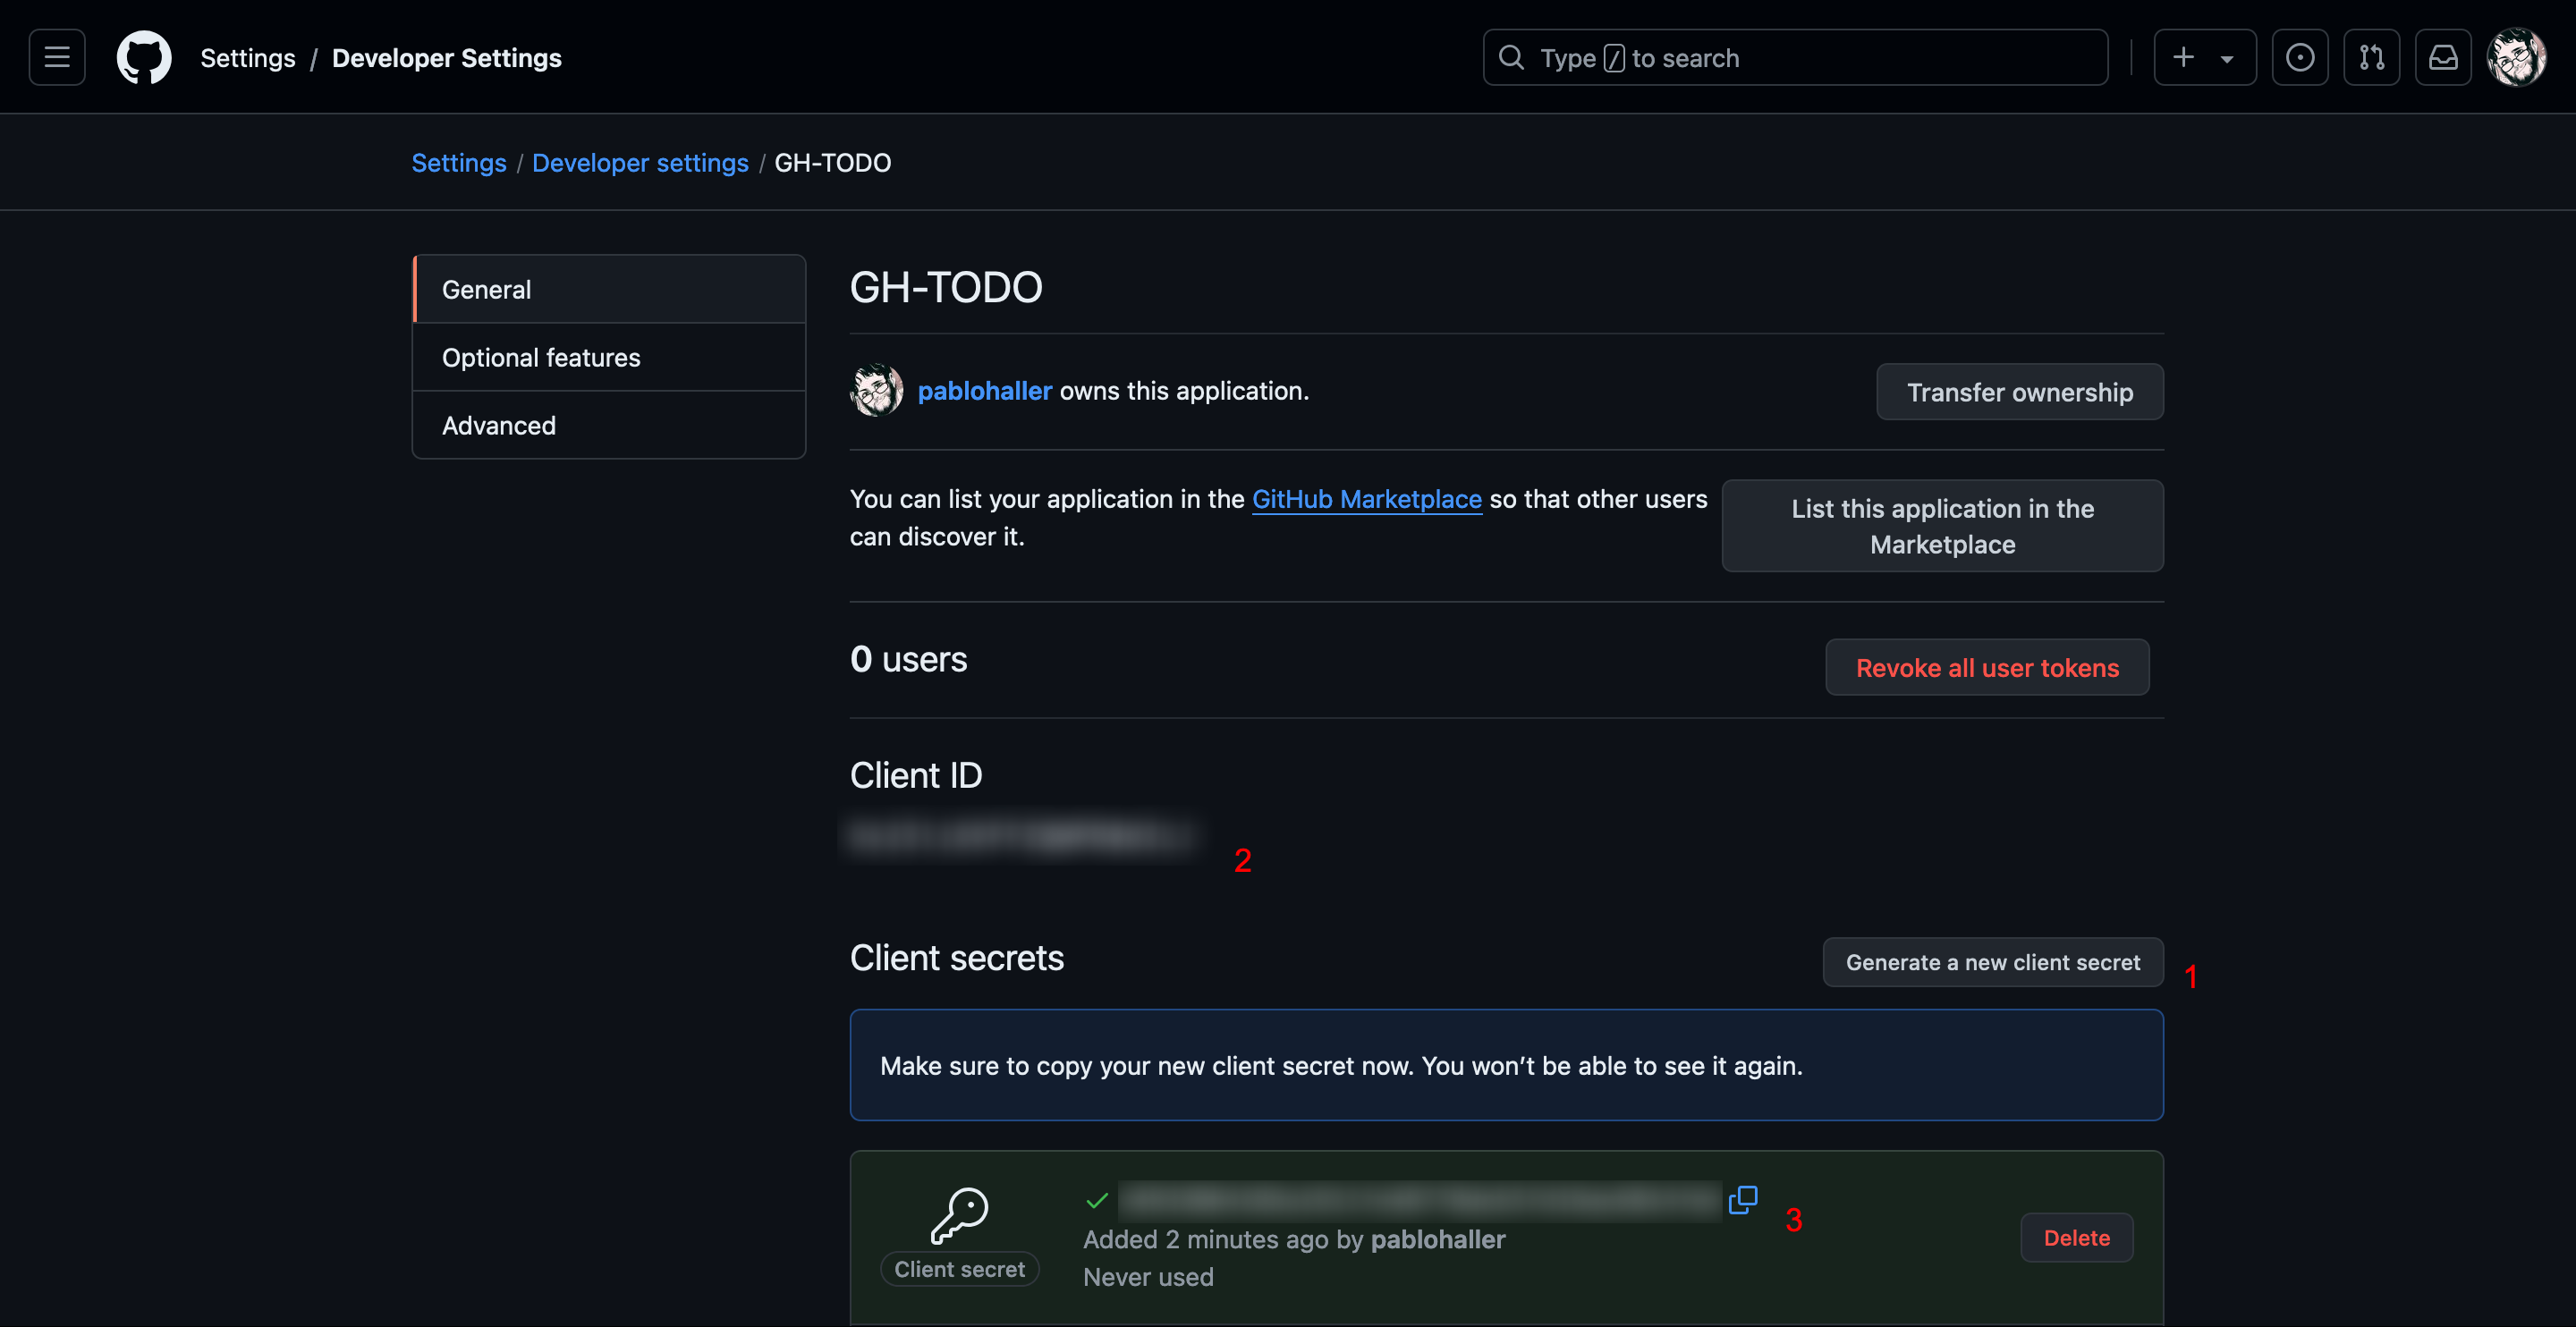 Settings / Developer Settings
Type / to search
Settings / Developer settings / GH-TODO
General
Optional features
Advanced
GH-TODO
pablohaller owns this application.
Transfer ownership
You can list your application in the GitHub Marketplace so that other users
can discover it.
List this application in the
Marketplace
0 users
Revoke all user tokens
Client ID
2
Client secrets
Generate a new client secret
1
Make sure to copy your new client secret now. You won’t be able to see it again.
3
Added 2 minutes ago by pablohaller
Never used
Client secret
Delete